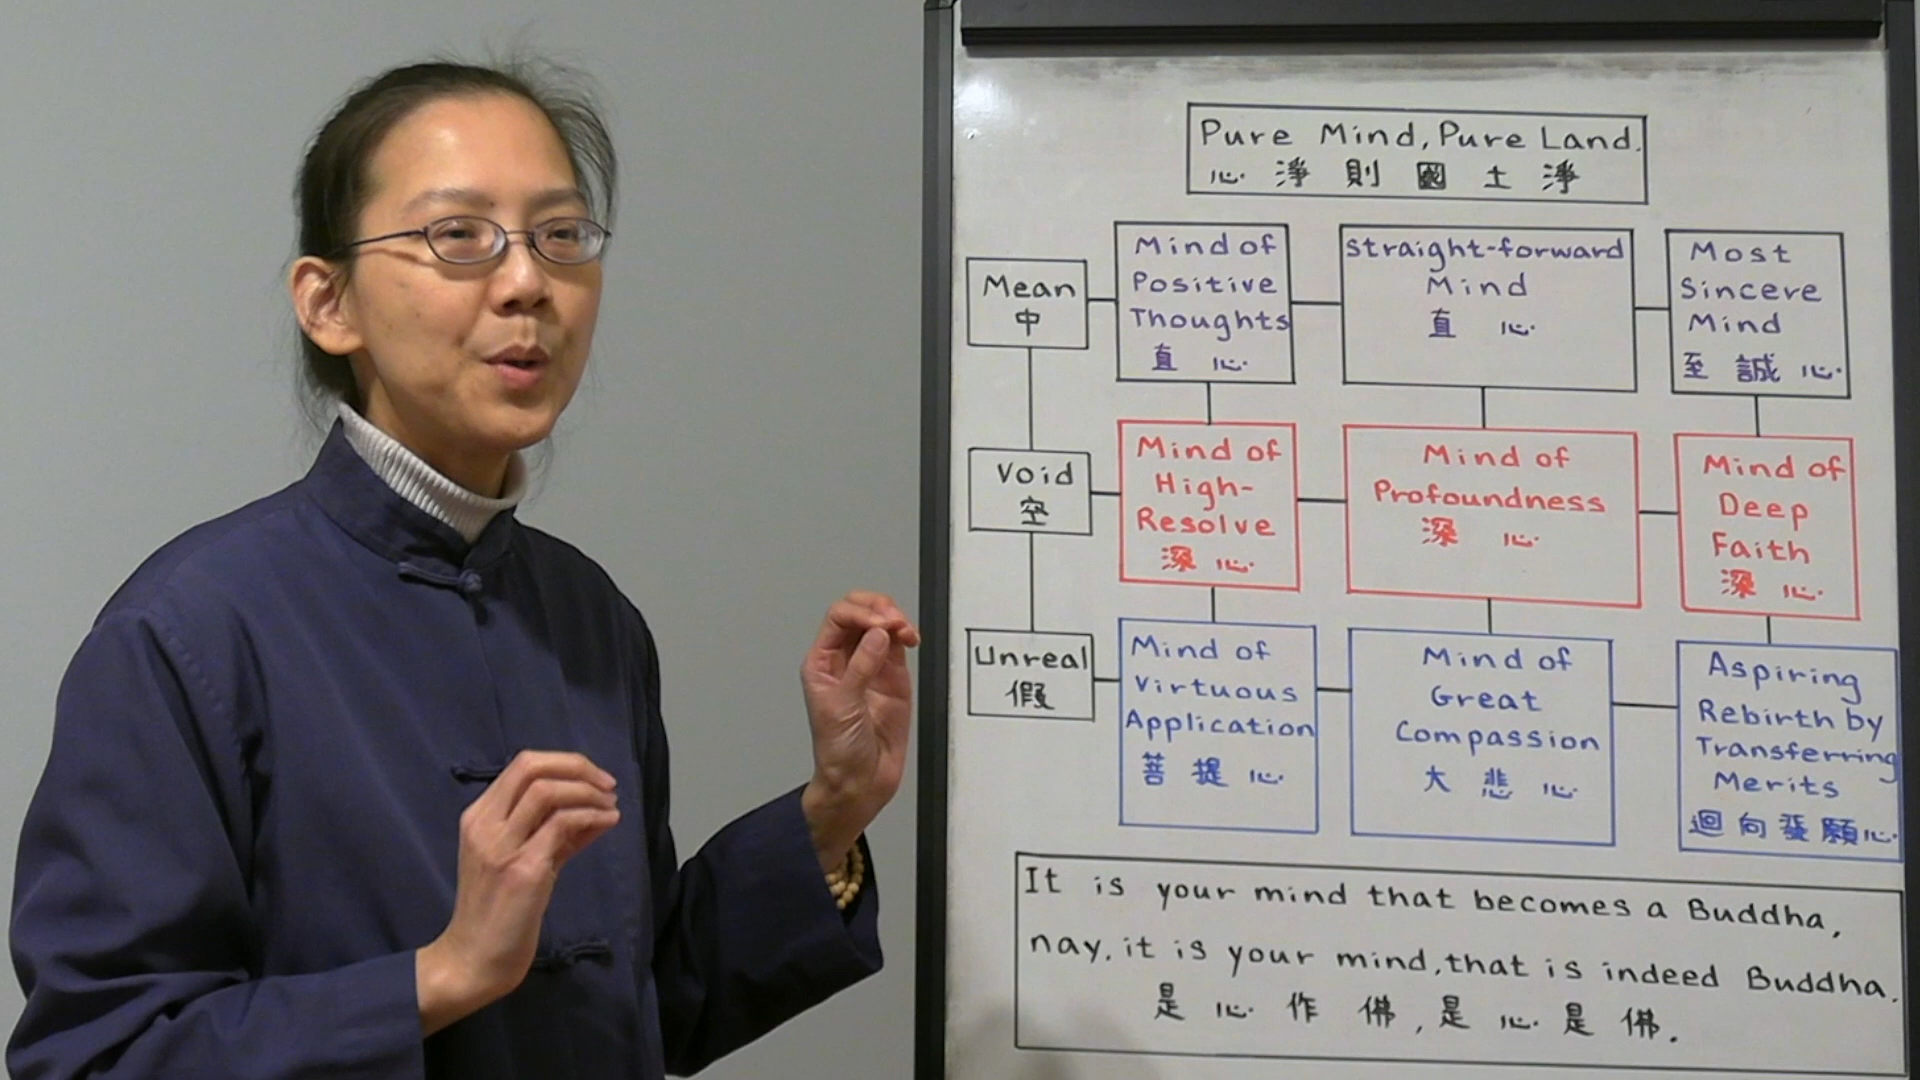 Pure Mind, Pure Land.
心 淨 則 國 土 淨
Mean
中
Mind of
Positive
Thoughts
直 心
straight-forward
Mind
直 心
Most
Sincere
Mind
至 誠 心
Void
空
Mind of
High-
Resolve
深 心
Mind of
Profoundness
深 心
Mind of
Deep
Faith
深 心
Unreal
假
Mind of
Virtuous
Application
菩 提 心
Mind of
Great
Compassion
大 悲 心
Aspiring
Rebirth by
Transferring
Merits
迴 向 發 願 心
It is your mind that becomes a Buddha,
nay, it is your mind, that is indeed Buddha.
是 心 作 佛, 是 心 是 佛.